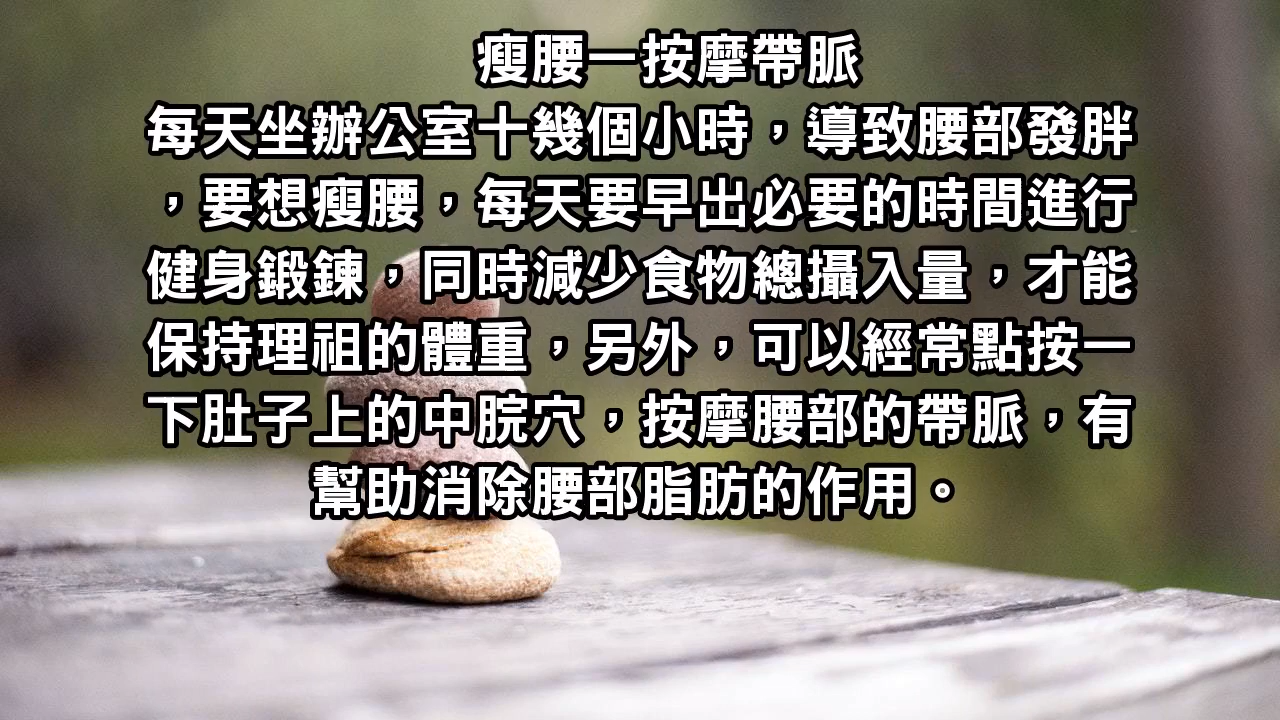 瘦腰一按摩帶脈
每天坐辦公室十幾個小時，導致腰部發胖
，要想瘦腰，每天要早出必要的時間進行
健身鍛鍊，同時減少食物總攝入量，才能
保持理祖的體重，另外，可以經常點按一
下肚子上的中脘穴，按摩腰部的帶脈，有
幫助消除腰部脂肪的作用。